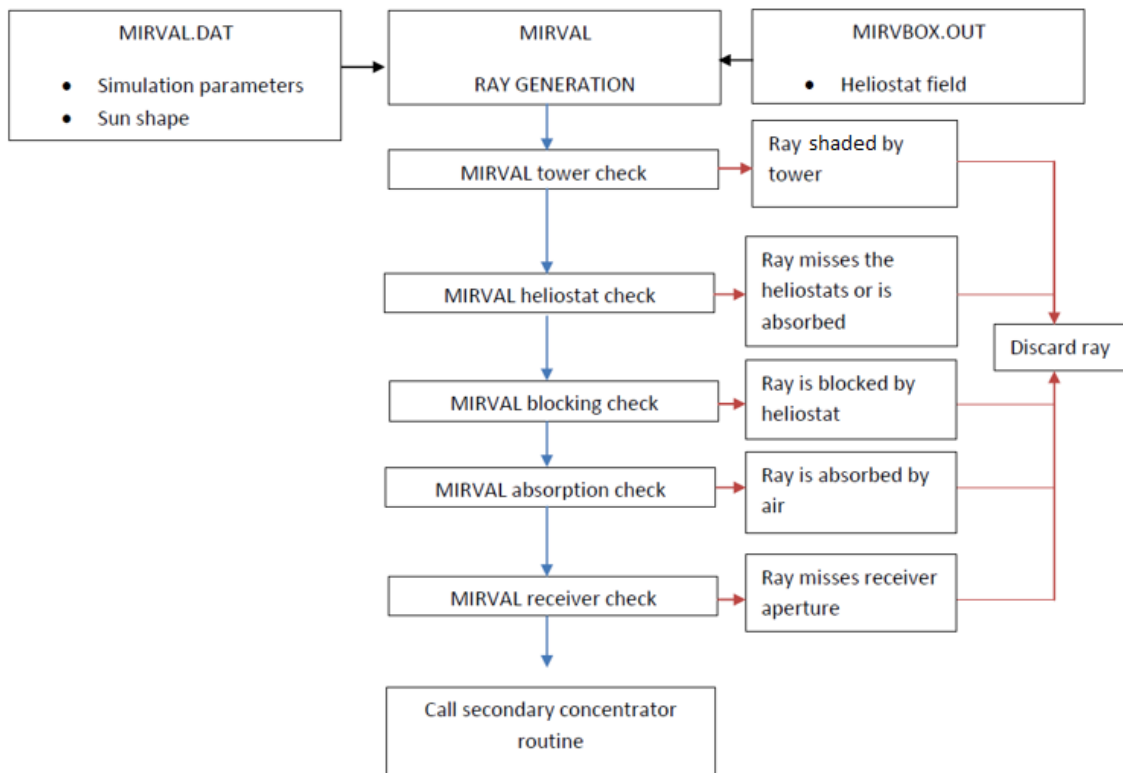 MIRVAL.DAT
• Simulation parameters
• Sun shape
MIRVAL
RAY GENERATION
MIRVBOX.OUT
• Heliostat field
MIRVAL tower check
Ray shaded by
tower
MIRVAL heliostat check
Ray misses the
heliostats or is
absorbed
Discard ray
MIRVAL blocking check
Ray is blocked by
heliostat
MIRVAL absorption check
Ray is absorbed by
air
MIRVAL receiver check
Ray misses receiver
aperture
Call secondary concentrator
routine